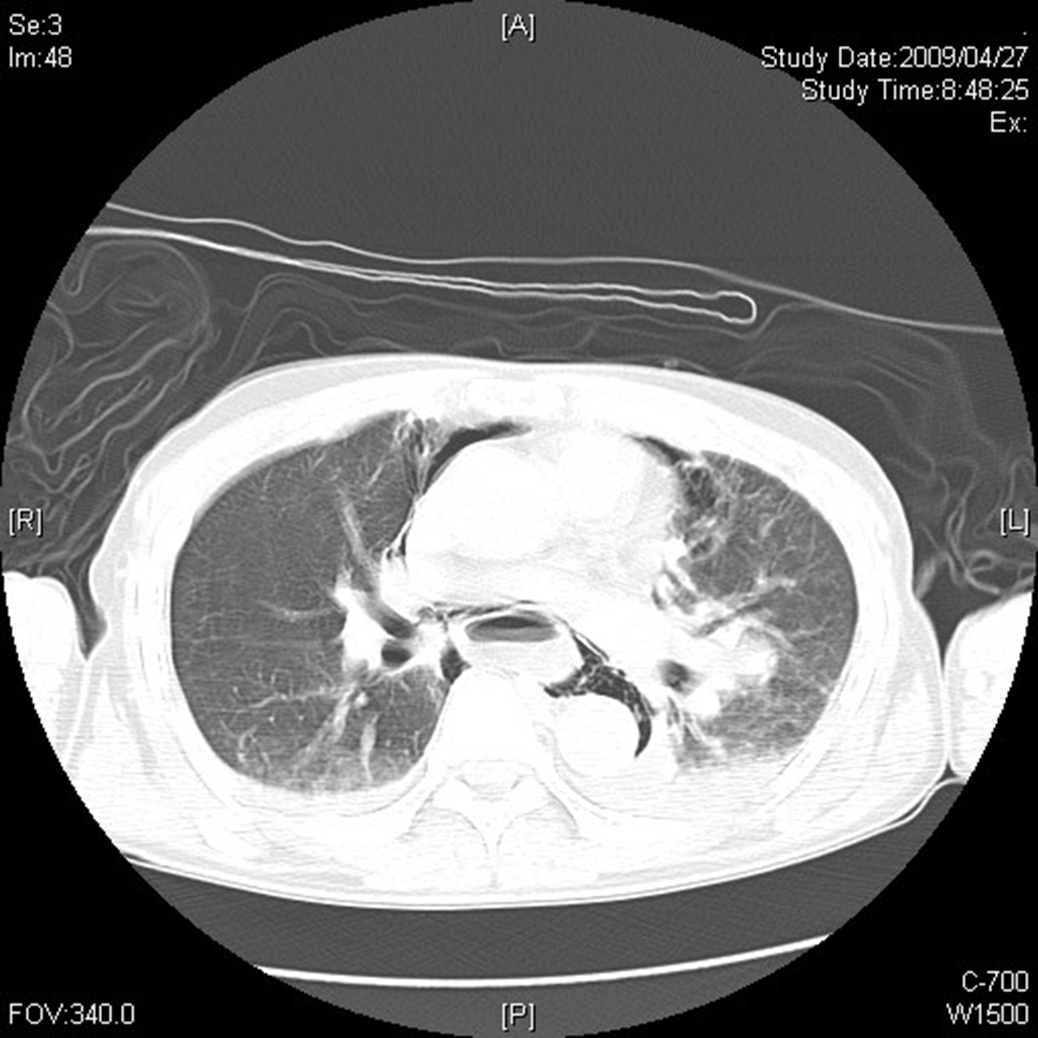 Se:3
Im:48
[A]
.
Study Date:2009/04/27
Study Time:8:48:25
Ex:
[R]
[L]
FOV:340.0
[P]
C-700
W1500